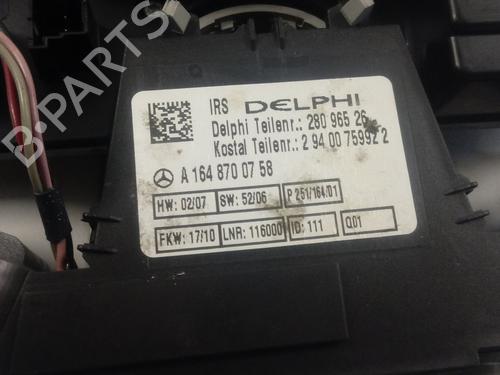 IRS DELPHI
Delphi Teilenr.: 280 965 26
Kostal Teilenr.: 2 94 00 75992 2
A 164 870 07 58
HW: 02/07 SW: 52/06 P 251/164/01
FKW: 17/10 LNR: 116000 ID: 111 Q01
B-PARTS